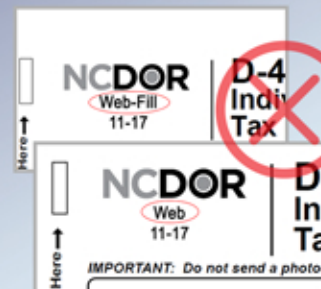 NCDOR
Web-Fill
11-17
D-4
Indiv
Tax
Here
NCDOR
Web
11-17
D
In
Ta
Here
IMPORTANT: Do not send a photo